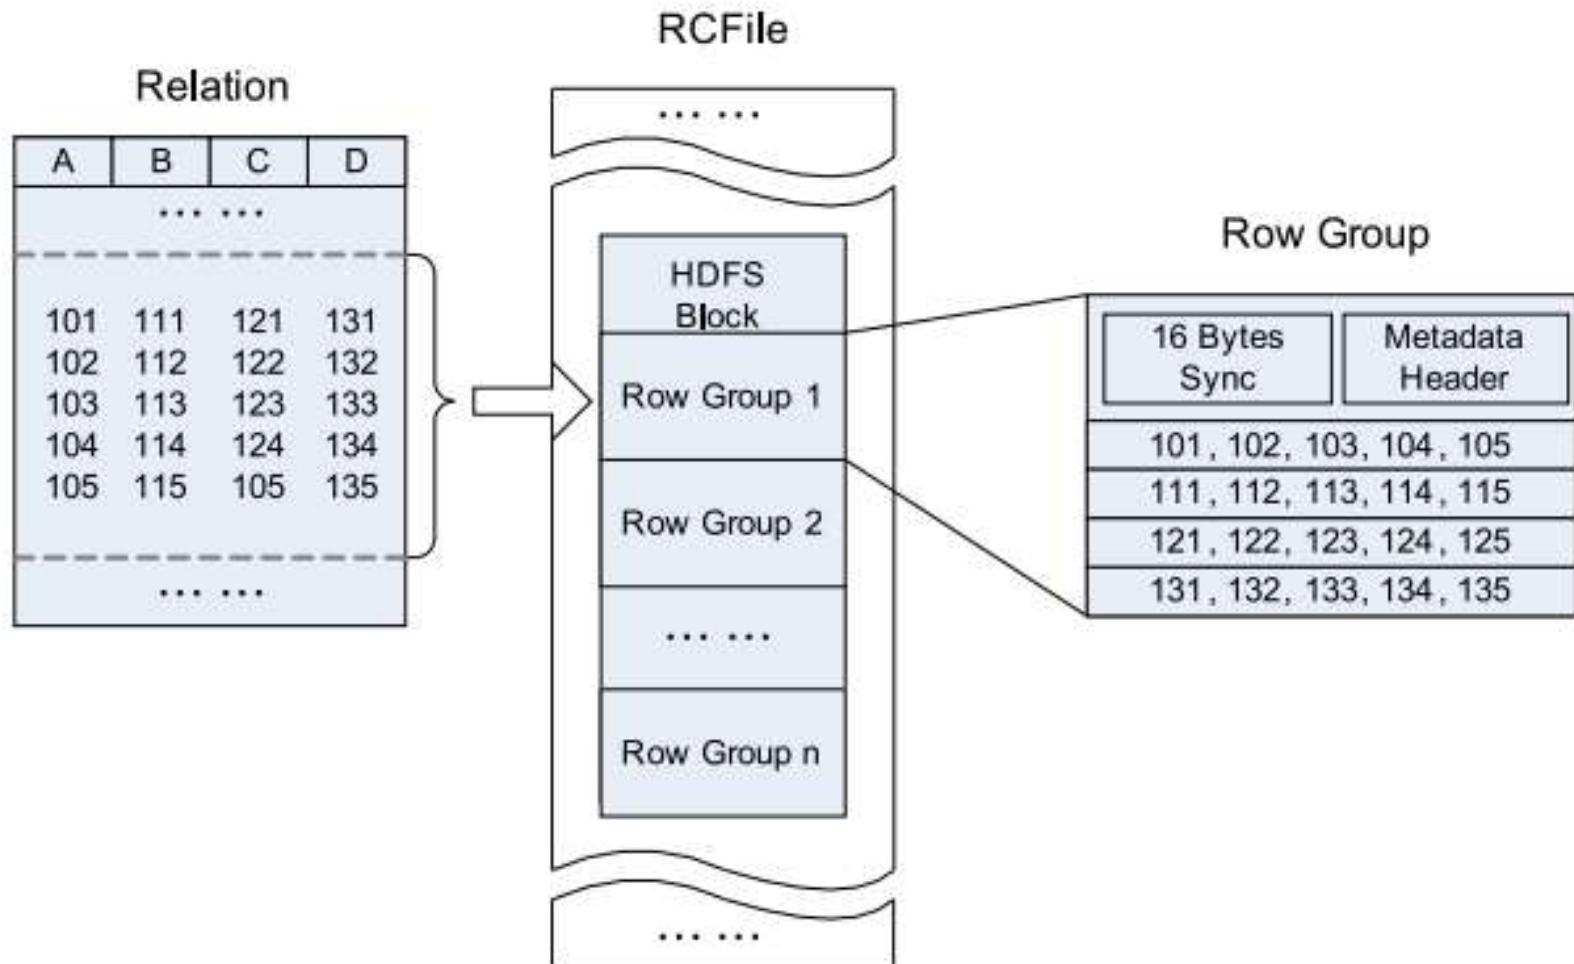 RCFile
Relation
A B C D
... ...
101 111 121 131
102 112 122 132
103 113 123 133
104 114 124 134
105 115 105 135
... ...
... ...
HDFS
Block
Row Group 1
Row Group 2
... ...
Row Group n
... ...
Row Group
16 Bytes
Sync
Metadata
Header
101, 102, 103, 104, 105
111, 112, 113, 114, 115
121, 122, 123, 124, 125
131, 132, 133, 134, 135